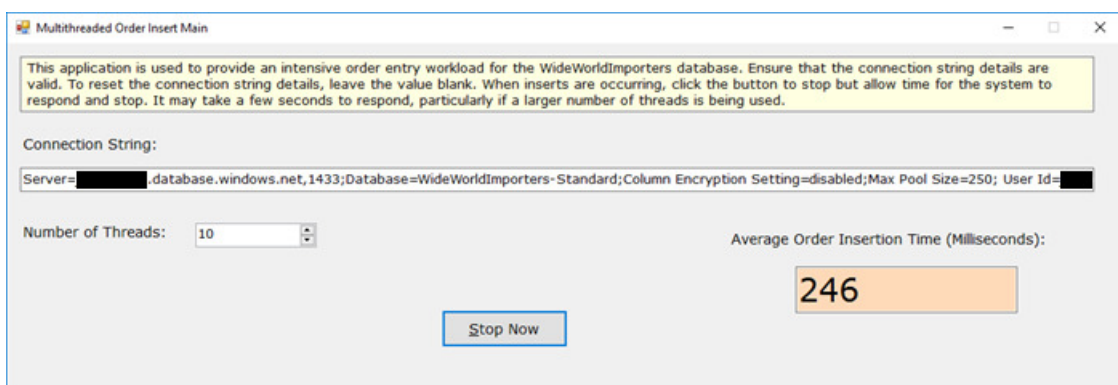 Multithreaded Order Insert Main
This application is used to provide an intensive order entry workload for the WideWorldImporters database. Ensure that the connection string details are
valid. To reset the connection string details, leave the value blank. When inserts are occurring, click the button to stop but allow time for the system to
respond and stop. It may take a few seconds to respond, particularly if a larger number of threads is being used.
Connection String:
Server= .database.windows.net,1433;Database=WideWorldImporters-Standard;Column Encryption Setting=disabled;Max Pool Size=250; User Id=
Number of Threads: 10
Average Order Insertion Time (Milliseconds):
246
Stop Now